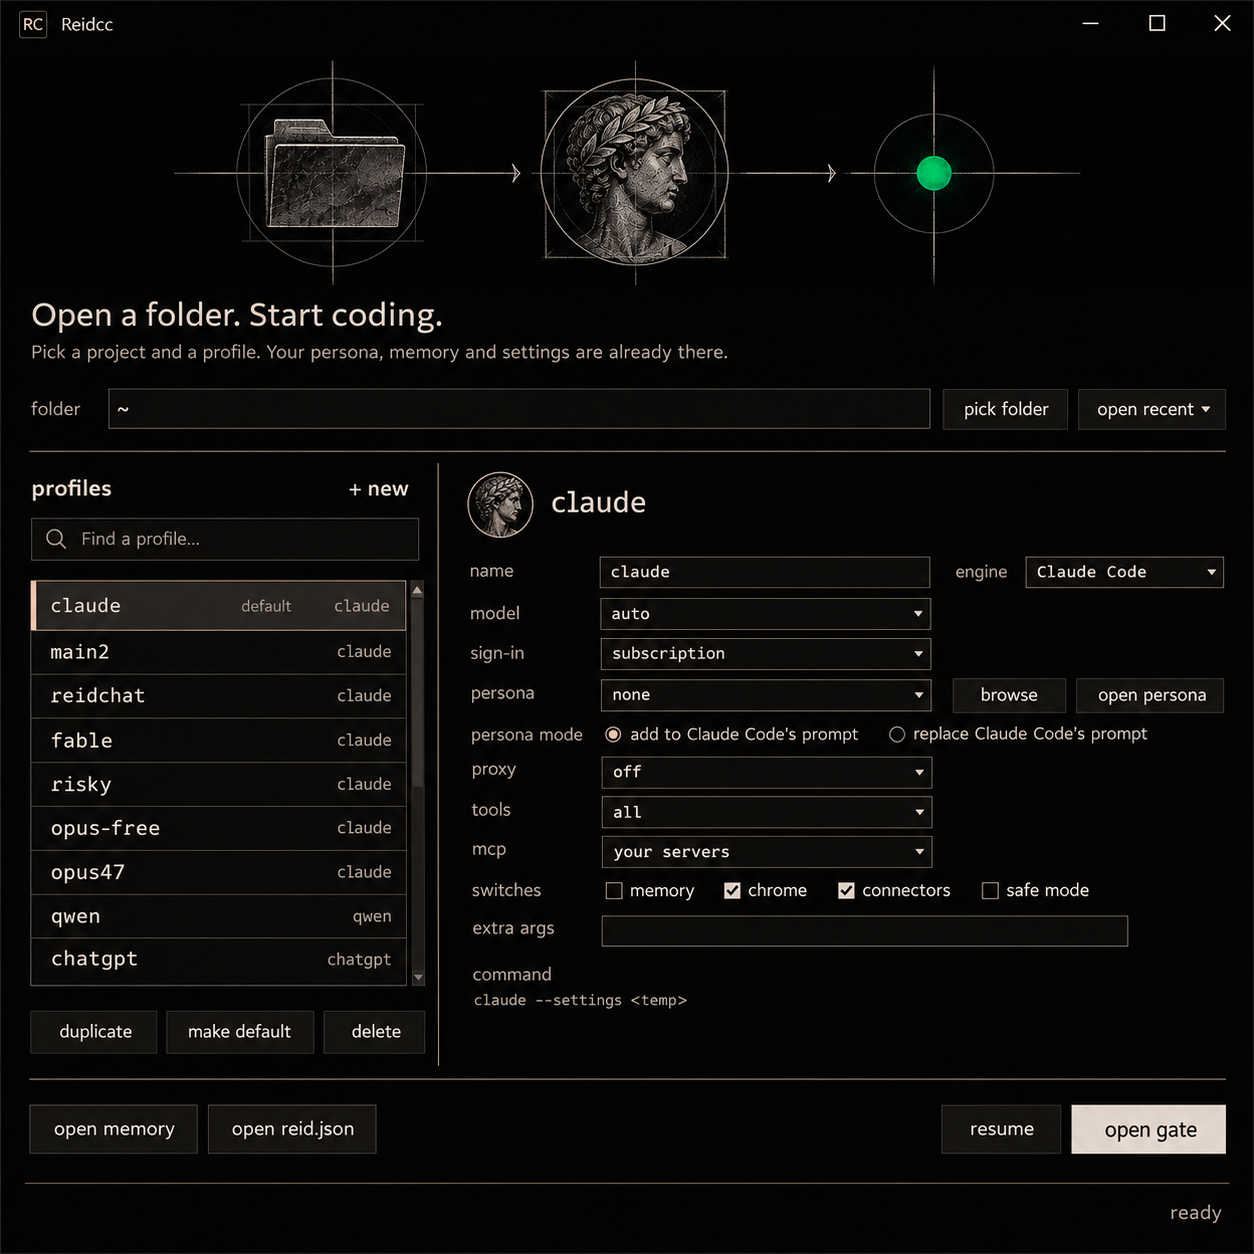 RC Reidcc
Open a folder. Start coding.
Pick a project and a profile. Your persona, memory and settings are already there.
folder ~ pick folder open recent
profiles + new
Find a profile...
claude default claude
main2 claude
reidchat claude
fable claude
risky claude
opus-free claude
opus47 claude
qwen qwen
chatgpt chatgpt
duplicate make default delete
claude
name claude engine Claude Code
model auto
sign-in subscription
persona none browse open persona
persona mode add to Claude Code's prompt replace Claude Code's prompt
proxy off
tools all
mcp your servers
switches memory chrome connectors safe mode
extra args
command
claude --settings <temp>
open memory open reid.json resume open gate
ready